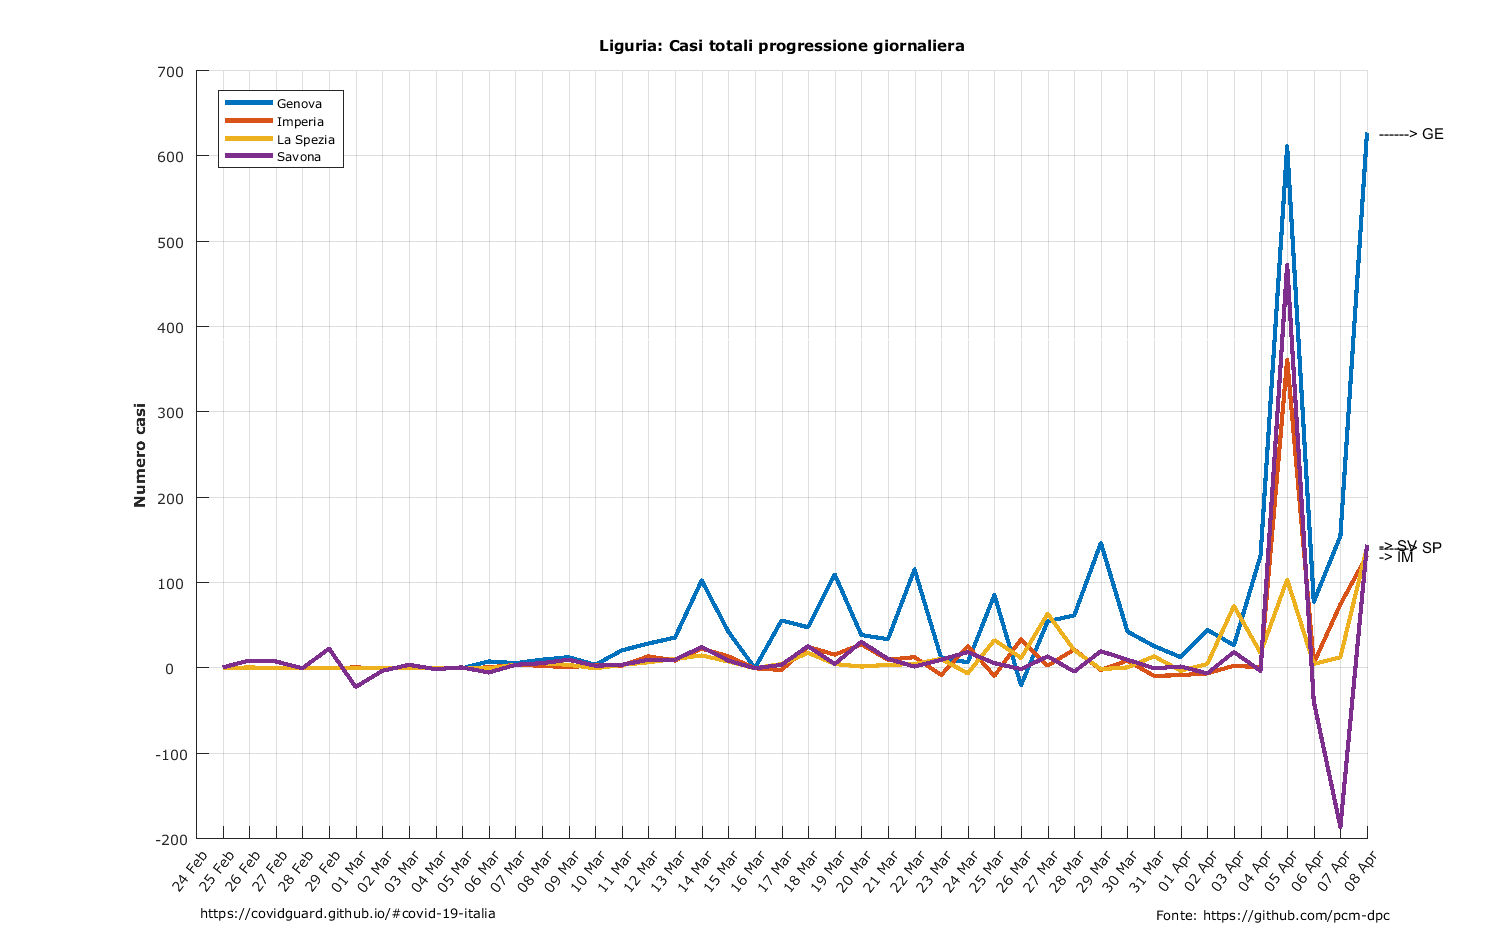 Liguria: Casi totali progressione giornaliera
700
600
500
400
300
200
100
0
-100
-200
Numero casi
Genova
Imperia
La Spezia
Savona
------> GE
-> SV
-----> SP
-> IM
24 Feb
25 Feb
26 Feb
27 Feb
28 Feb
29 Feb
01 Mar
02 Mar
03 Mar
04 Mar
05 Mar
06 Mar
07 Mar
08 Mar
09 Mar
10 Mar
11 Mar
12 Mar
13 Mar
14 Mar
15 Mar
16 Mar
17 Mar
18 Mar
19 Mar
20 Mar
21 Mar
22 Mar
23 Mar
24 Mar
25 Mar
26 Mar
27 Mar
28 Mar
29 Mar
30 Mar
31 Mar
01 Apr
02 Apr
03 Apr
04 Apr
05 Apr
06 Apr
07 Apr
08 Apr
https://covidguard.github.io/#covid-19-italia
Fonte: https://github.com/pcm-dpc